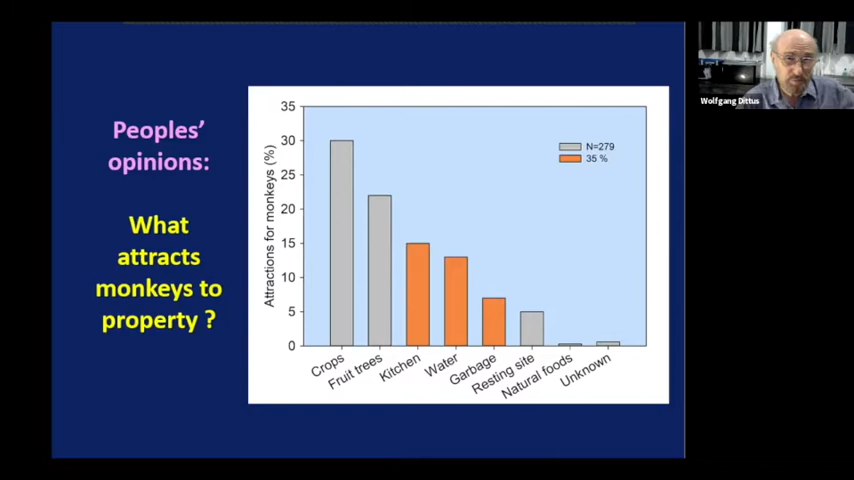 Peoples'
opinions:
What
attracts
monkeys to
property ?
Attractions for monkeys (%)
35
30
25
20
15
10
5
0
N=279
35 %
Crops
Fruit trees
Kitchen
Water
Garbage
Resting site
Natural foods
Unknown
Wolfgang Dittus